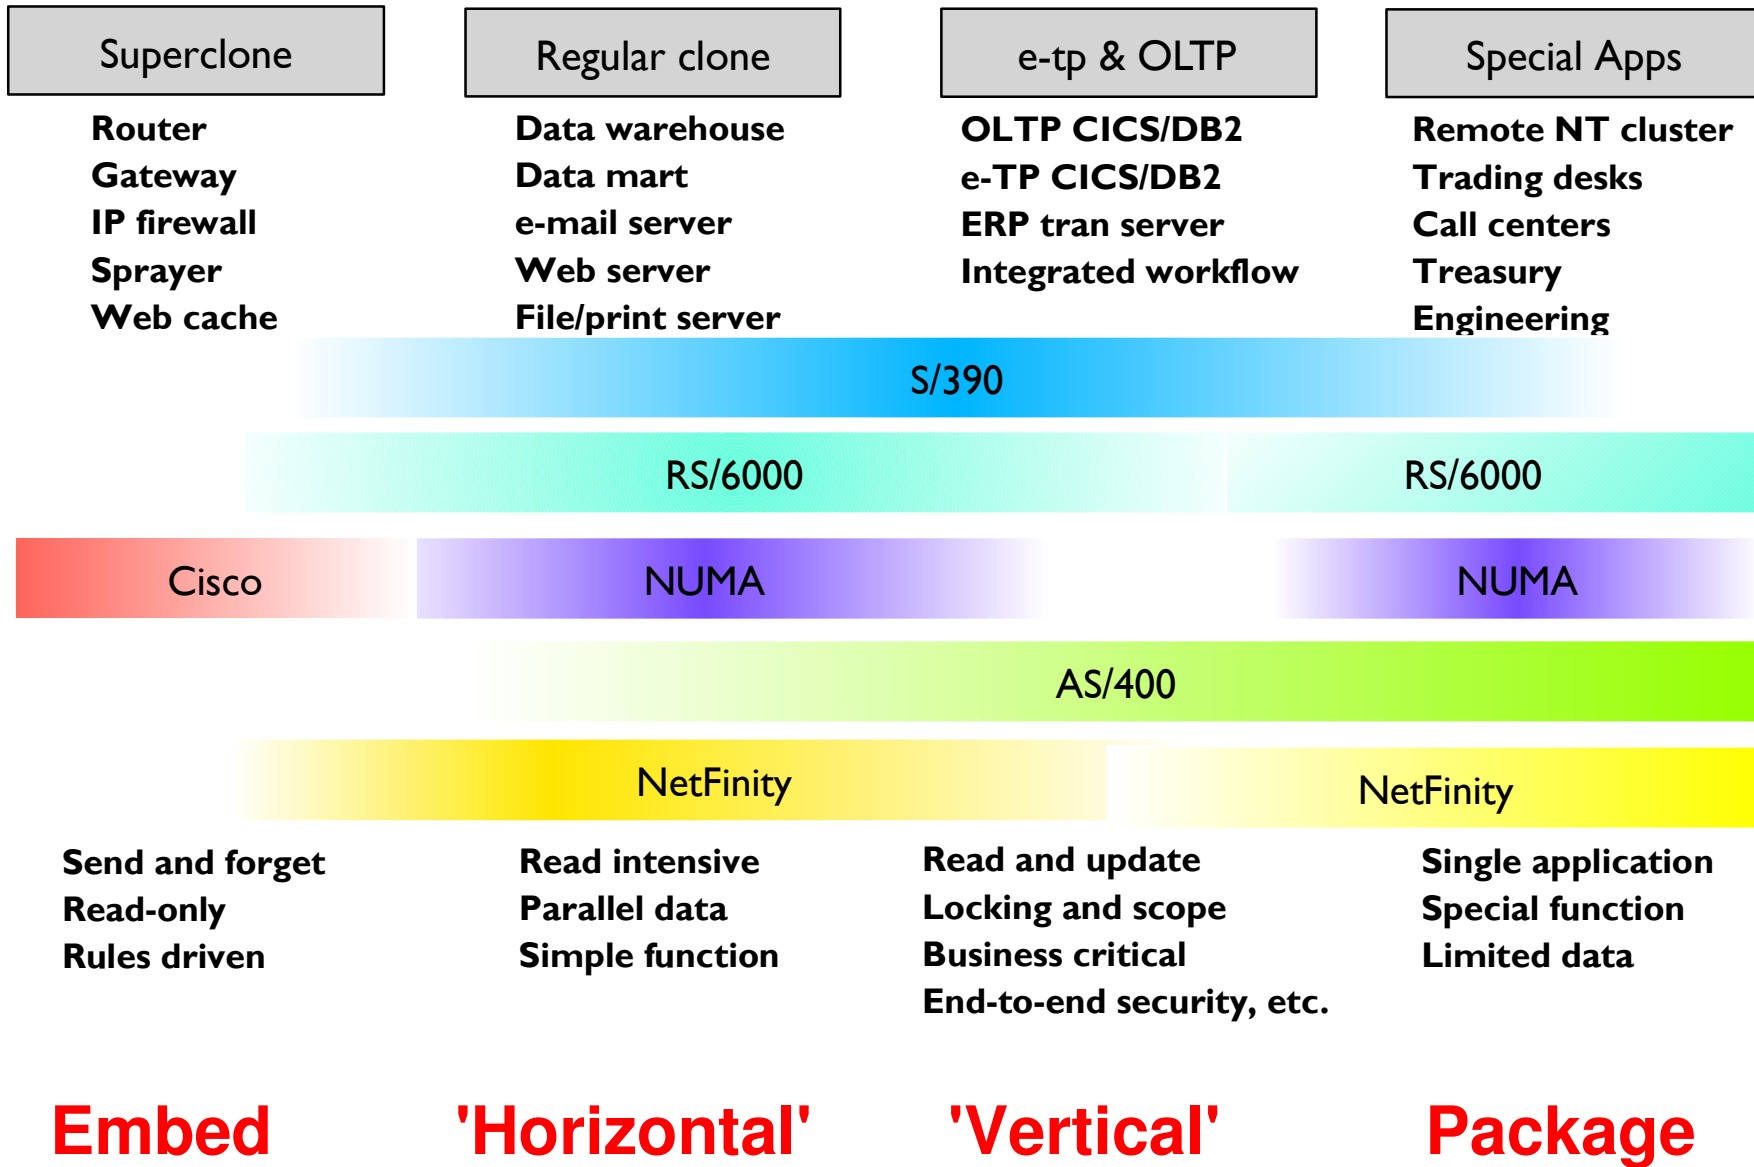 Superclone
Regular clone
e-tp & OLTP
Special Apps
Router
Gateway
IP firewall
Sprayer
Web cache
Data warehouse
Data mart
e-mail server
Web server
File/print server
OLTP CICS/DB2
e-TP CICS/DB2
ERP tran server
Integrated workflow
Remote NT cluster
Trading desks
Call centers
Treasury
Engineering
S/390
RS/6000
RS/6000
Cisco
NUMA
NUMA
AS/400
NetFinity
NetFinity
Send and forget
Read-only
Rules driven
Read intensive
Parallel data
Simple function
Read and update
Locking and scope
Business critical
End-to-end security, etc.
Single application
Special function
Limited data
Embed
'Horizontal'
'Vertical'
Package